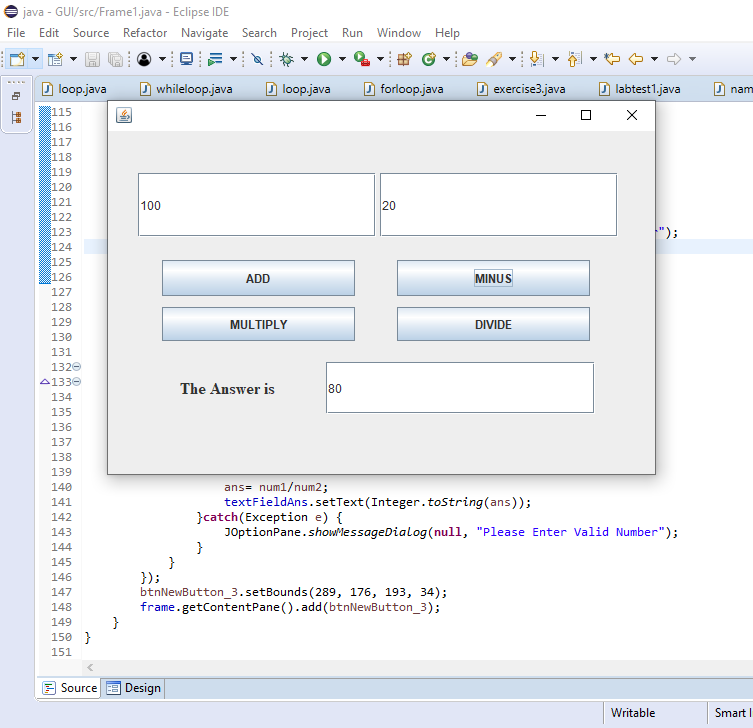 java - GUI/src/Frame1.java - Eclipse IDE
File Edit Source Refactor Navigate Search Project Run Window Help
loop.java whileloop.java loop.java forloop.java exercise3.java labtest1.java nam
115
116
117
118
119
120
121
122
123 r");
124
125
126
127
128
129
130
131
132
133
134
135
136
137
138
139
100 20
ADD MINUS
MULTIPLY DIVIDE
The Answer is 80
140 ans= num1/num2;
141 textFieldAns.setText(Integer.toString(ans));
142 }catch(Exception e) {
143 JOptionPane.showMessageDialog(null, "Please Enter Valid Number");
144 }
145 }
146 });
147 btnNewButton_3.setBounds(289, 176, 193, 34);
148 frame.getContentPane().add(btnNewButton_3);
149 }
150 }
151
Source Design
Writable Smart I